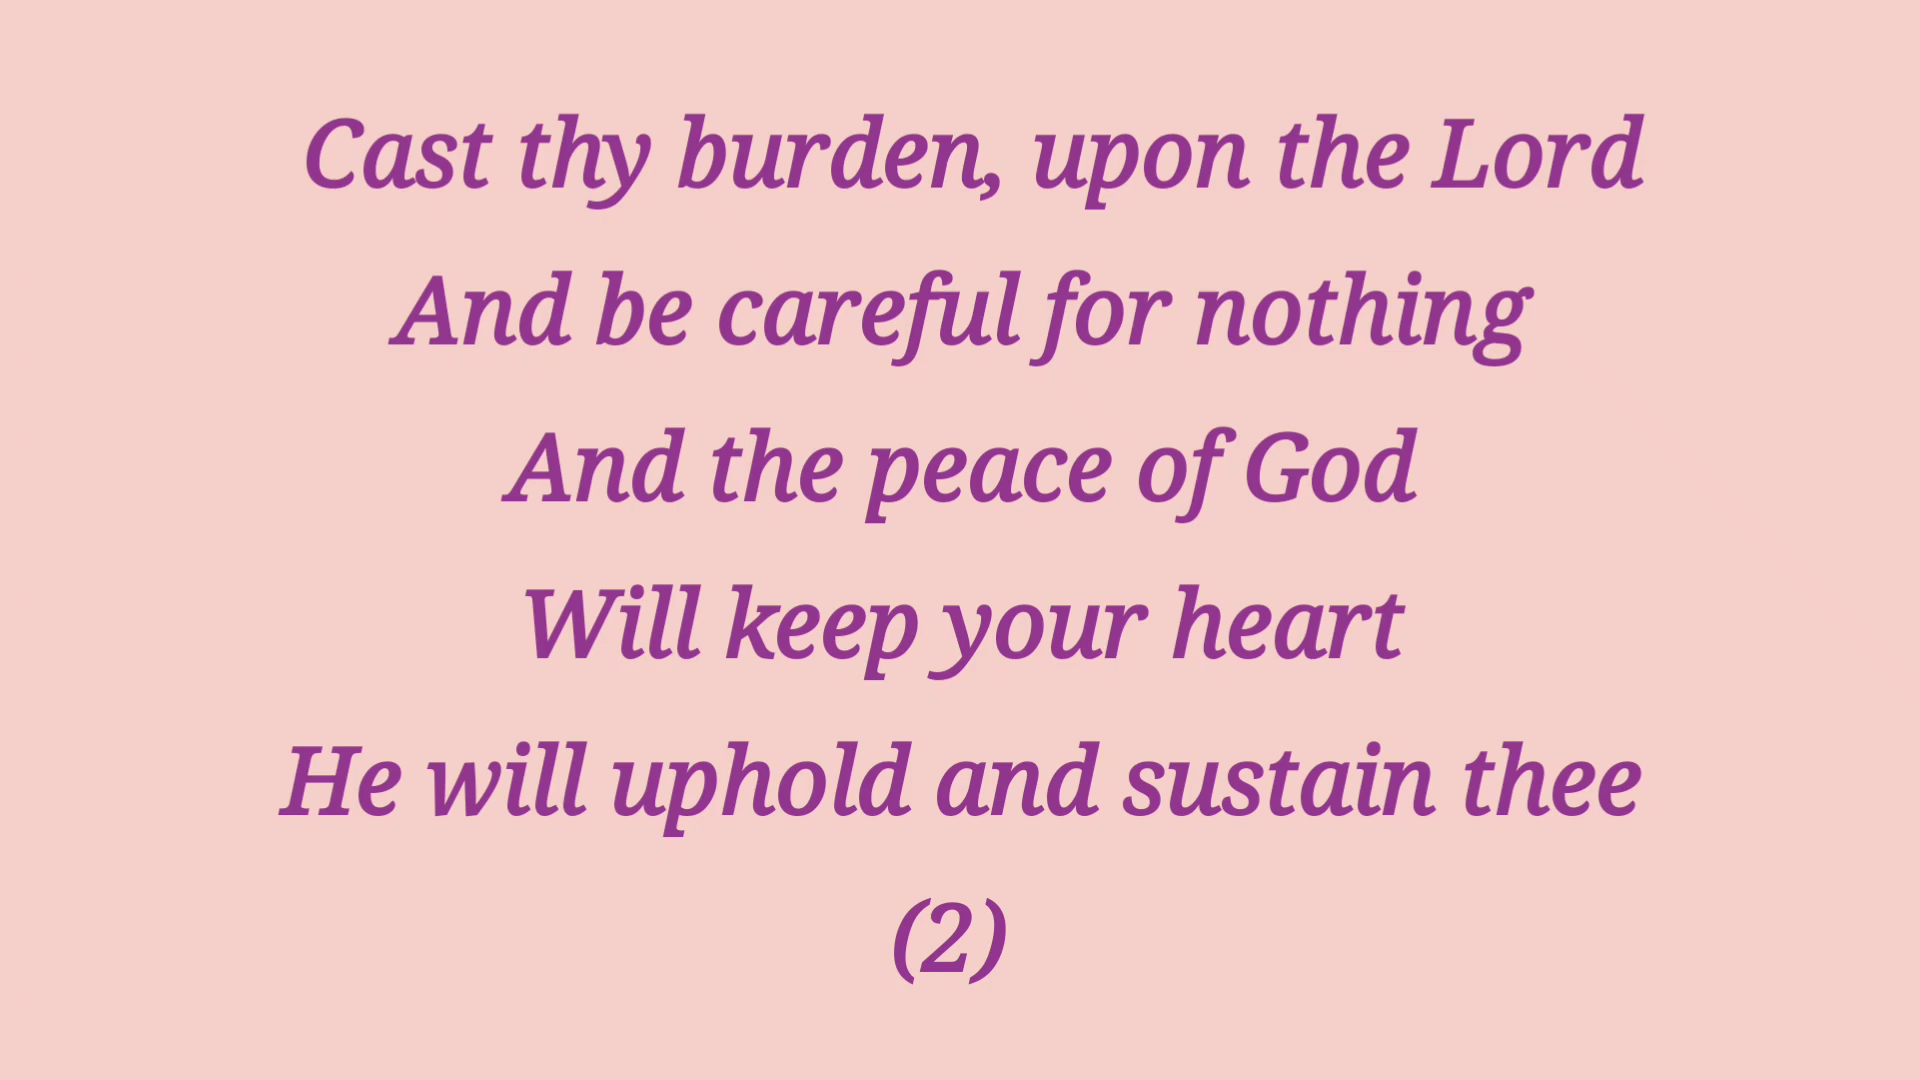 Cast thy burden, upon the Lord
And be careful for nothing
And the peace of God
Will keep your heart
He will uphold and sustain thee
(2)